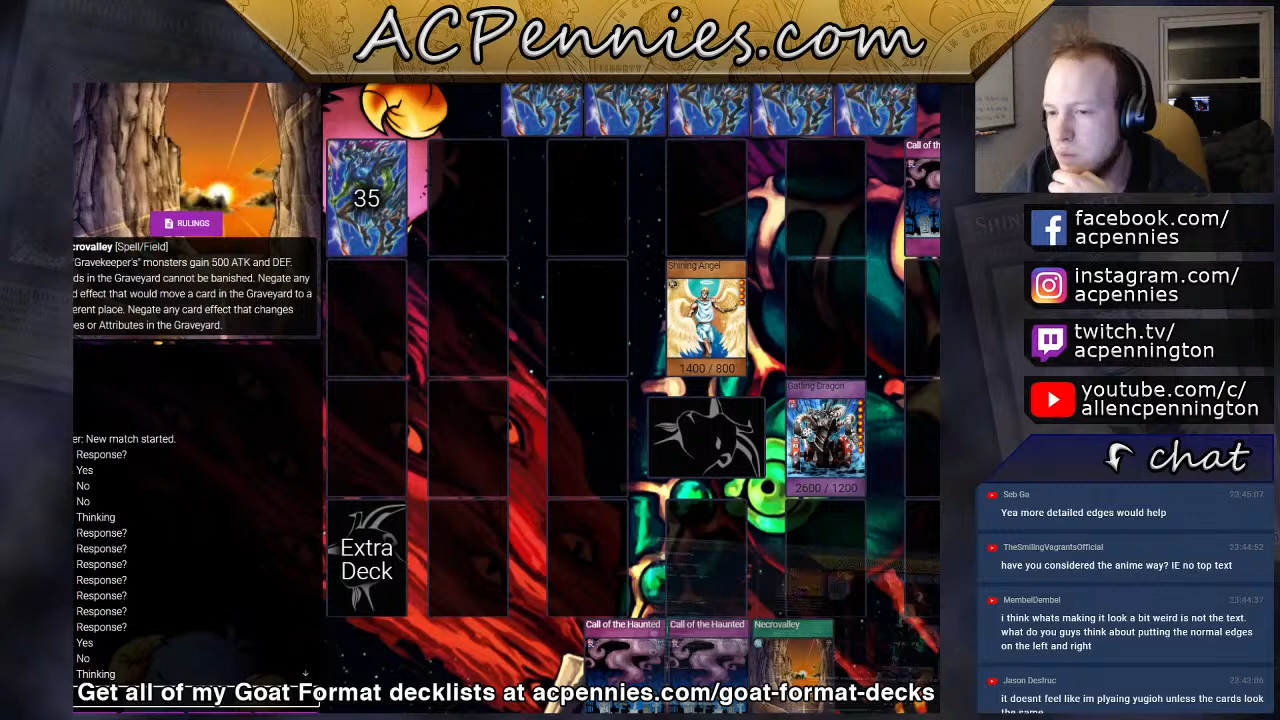 ACPennies.com
RULINGS
crovalley [Spell/Field]
"Gravekeeper's" monsters gain 500 ATK and DEF.
ds in the Graveyard cannot be banished. Negate any
d effect that would move a card in the Graveyard to a
erent place. Negate any card effect that changes
es or Attributes in the Graveyard.
er: New match started.
Response?
Yes
No
No
Thinking
Response?
Response?
Response?
Response?
Response?
Response?
Response?
Yes
No
Thinking
35
Call of th
Shining Angel
1400 / 800
Gatling Dragon
2600 / 1200
Extra
Deck
Call of the Haunted
Call of the Haunted
Necrovalley
Get all of my Goat Format decklists at acpennies.com/goat-format-decks
facebook.com/
acpennies
instagram.com/
acpennies
twitch.tv/
acpennington
youtube.com/c/
allencpennington
chat
Seb Ga 23:45:07
Yea more detailed edges would help
TheSmilingVagrantsOfficial 23:44:52
have you considered the anime way? IE no top text
MembelDembel 23:44:37
i think whats making it look a bit weird is not the text.
what do you guys think about putting the normal edges
on the left and right
Jason Destruc 23:43:06
it doesnt feel like im plyaing yugioh unless the cards look
the same